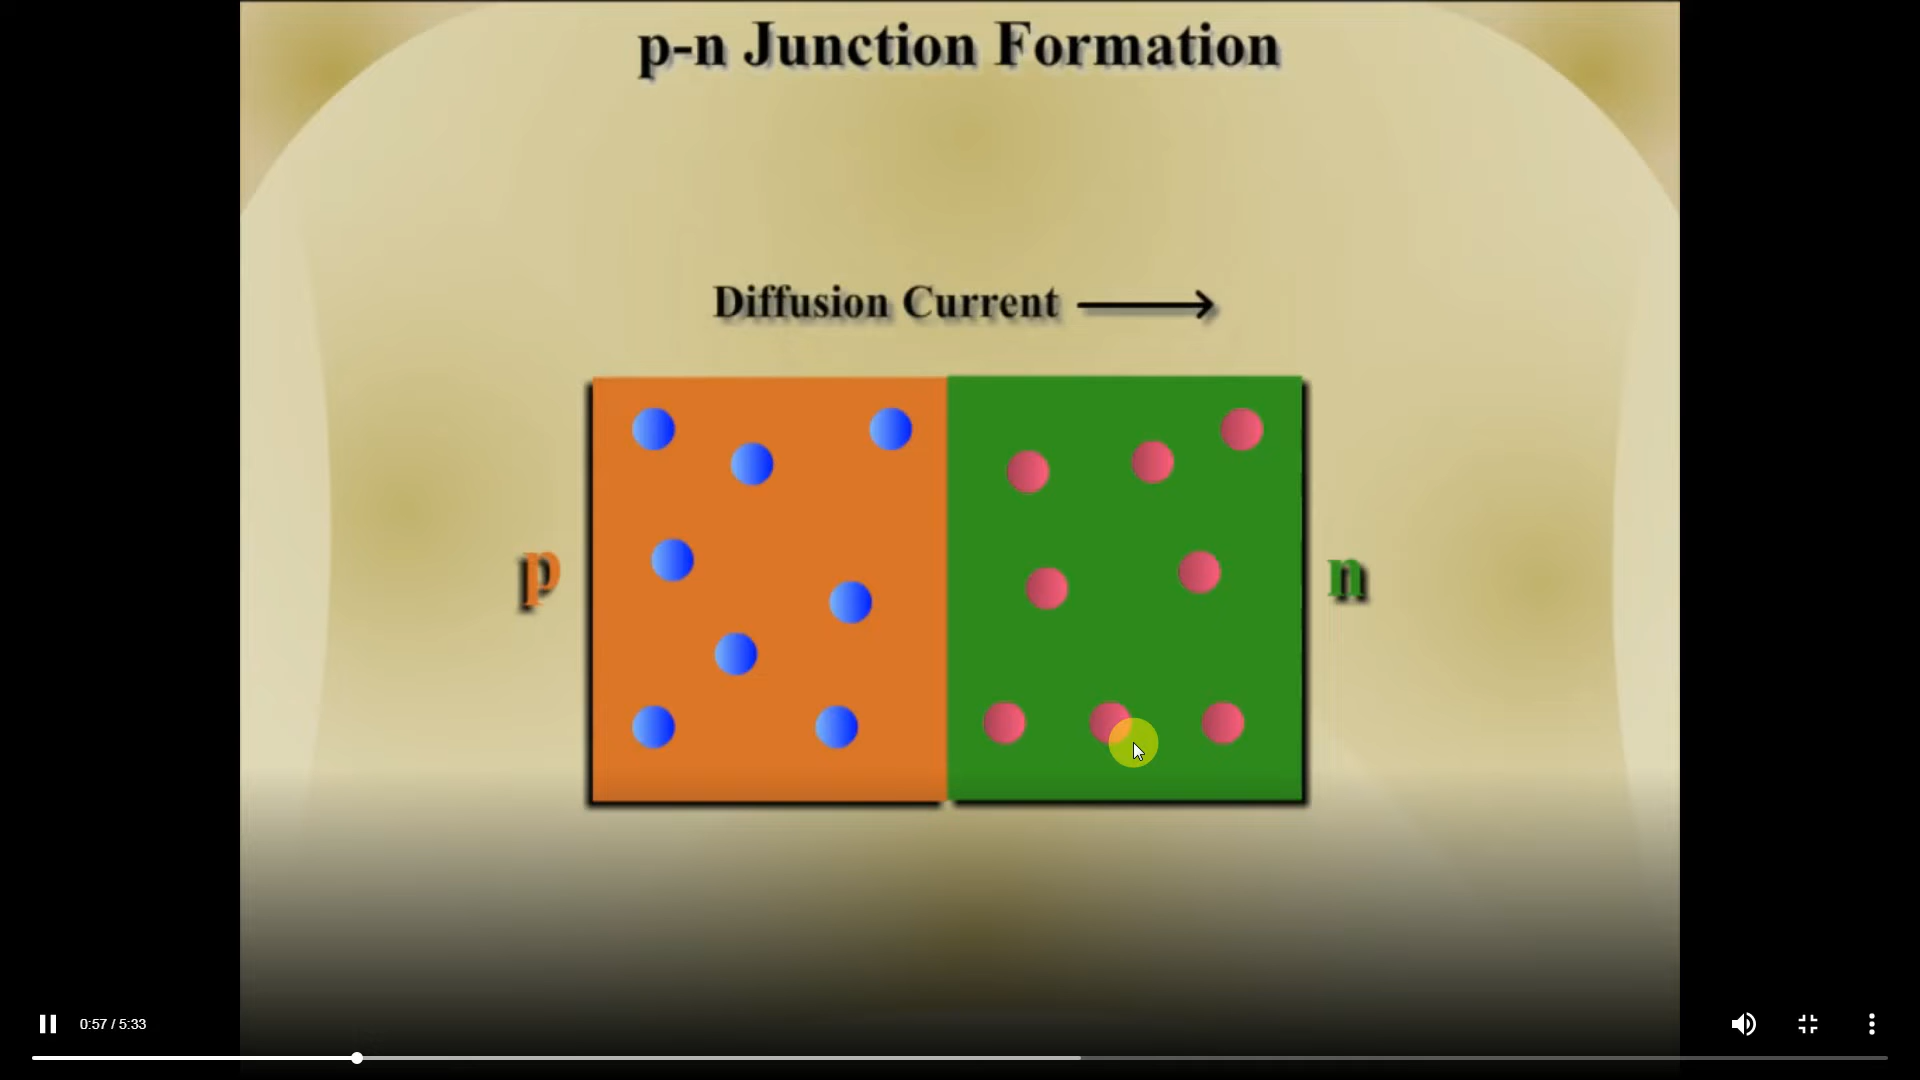 p-n Junction Formation
Diffusion Current
p
n
0:57 / 5:33